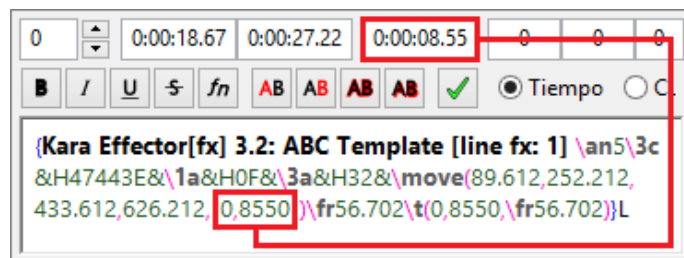 0 0:00:18.67 0:00:27.22 0:00:08.55 0 0 0
B I U S fn AB AB AB AB Tiempo C
{Kara Effector[fx] 3.2: ABC Template [line fx: 1] \an5\3c
&H47443E&\1a&H0F&\3a&H32&\move(89.612,252.212,
433.612,626.212, 0,8550 )\fr56.702\t(0,8550,\fr56.702)}L